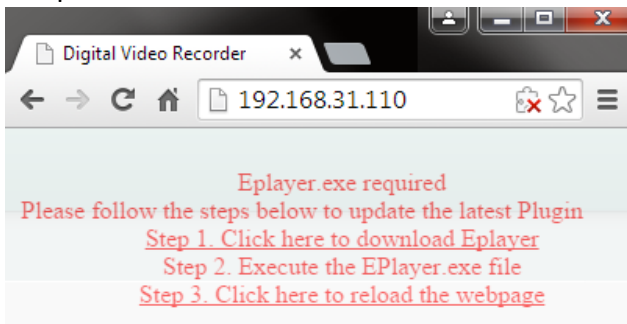 Digital Video Recorder
192.168.31.110
Eplayer.exe required
Please follow the steps below to update the latest Plugin
Step 1. Click here to download Eplayer
Step 2. Execute the EPlayer.exe file
Step 3. Click here to reload the webpage